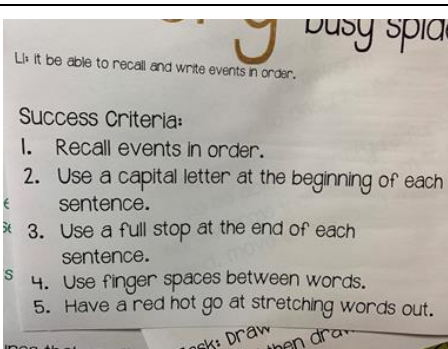 busy
LI: it be able to recall and write events in order.
Success Criteria:
1. Recall events in order.
2. Use a capital letter at the beginning of each
sentence.
3. Use a full stop at the end of each
sentence.
4. Use finger spaces between words.
5. Have a red hot go at stretching words out.
Draw
then